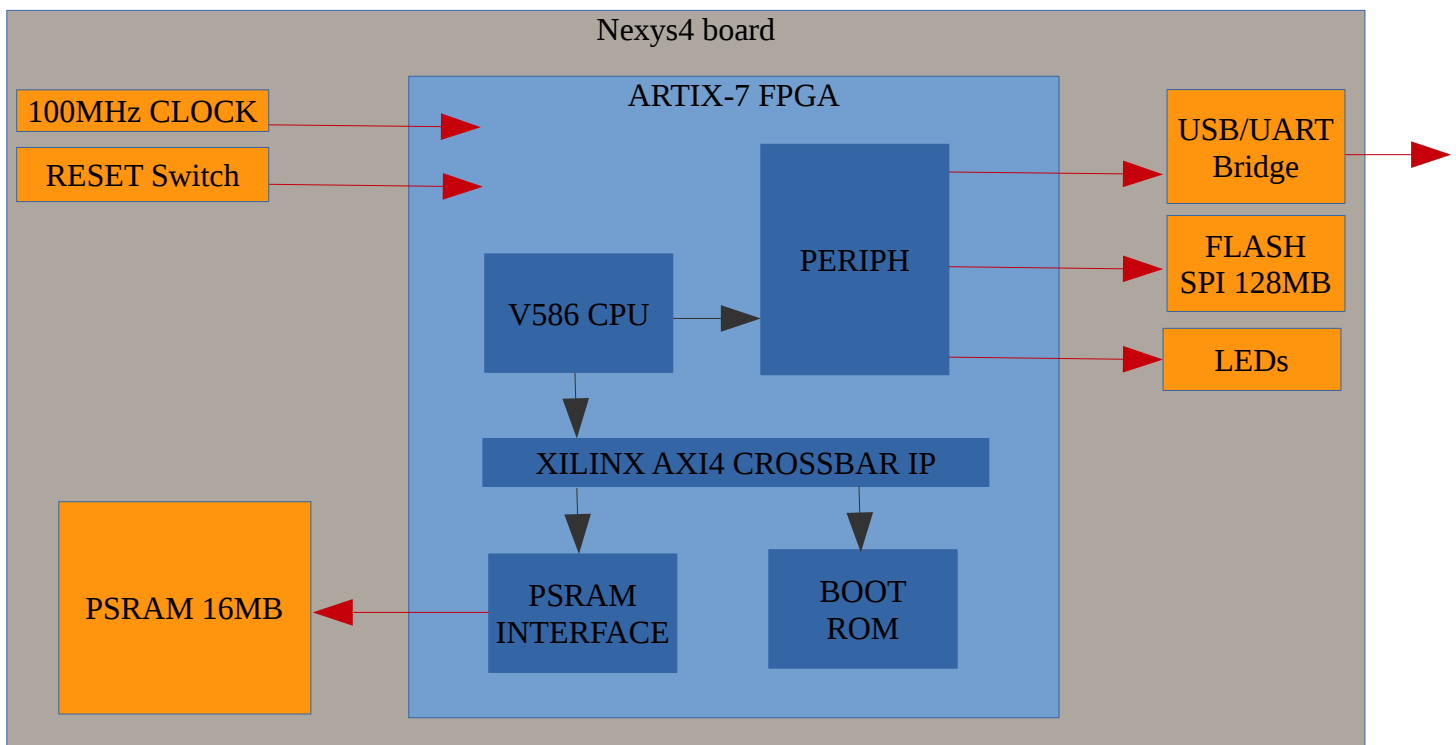 Nexys4 board
100MHz CLOCK
RESET Switch
ARTIX-7 FPGA
PERIPH
V586 CPU
XILINX AXI4 CROSSBAR IP
PSRAM
INTERFACE
BOOT
ROM
PSRAM 16MB
USB/UART
Bridge
FLASH
SPI 128MB
LEDs